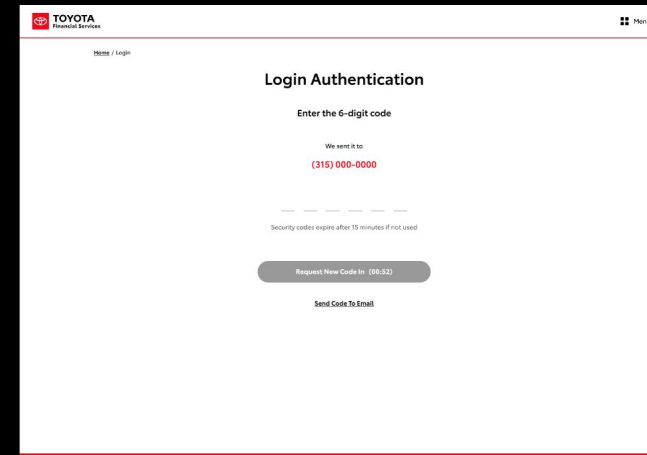 TOYOTA
Financial Services
Men
Home / Login
Login Authentication
Enter the 6-digit code
We sent it to
(315) 000-0000
Security codes expire after 15 minutes if not used
Request New Code In (00:52)
Send Code To Email